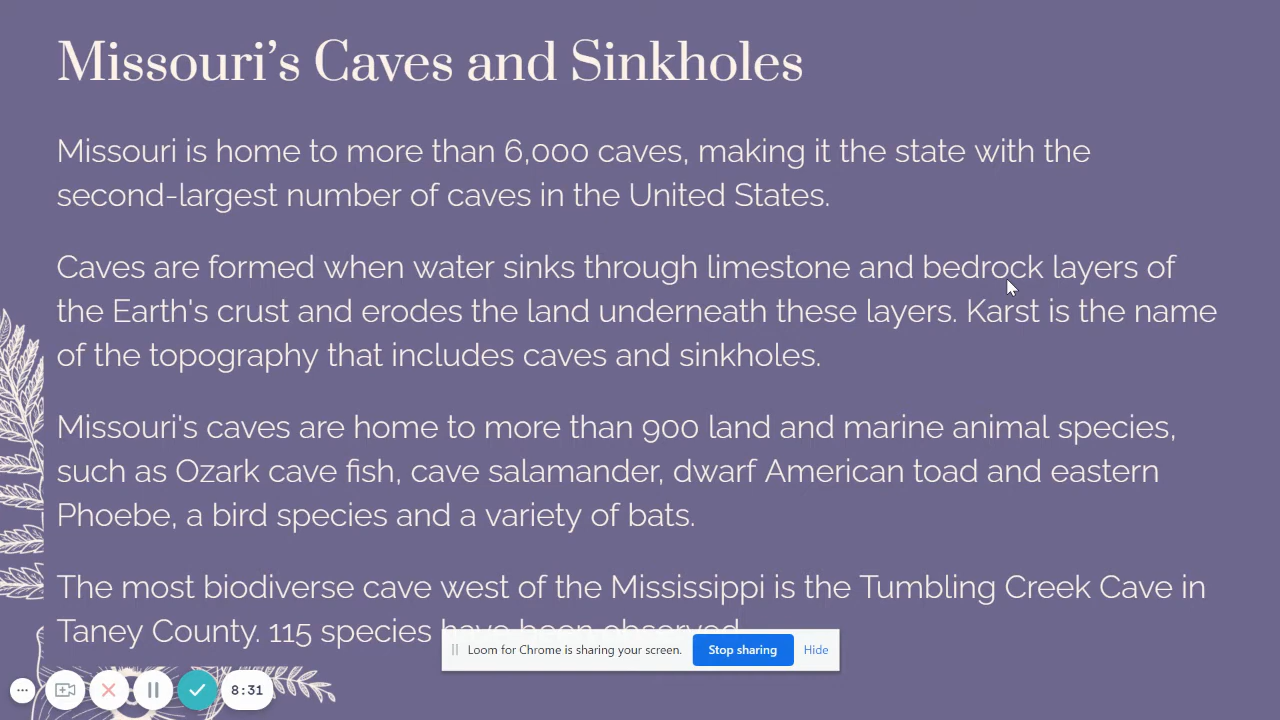 Missouri’s Caves and Sinkholes
Missouri is home to more than 6,000 caves, making it the state with the
second-largest number of caves in the United States.
Caves are formed when water sinks through limestone and bedrock layers of
the Earth's crust and erodes the land underneath these layers. Karst is the name
of the topography that includes caves and sinkholes.
Missouri's caves are home to more than 900 land and marine animal species,
such as Ozark cave fish, cave salamander, dwarf American toad and eastern
Phoebe, a bird species and a variety of bats.
The most biodiverse cave west of the Mississippi is the Tumbling Creek Cave in
Taney County. 115 species have been observed.
Loom for Chrome is sharing your screen. Stop sharing Hide
8:31